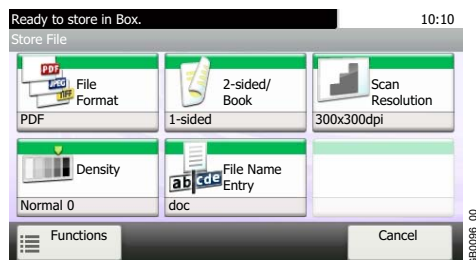 Ready to store in Box.
10:10
Store File
PDF
JPEG
TIFF
File
Format
PDF
2-sided/
Book
1-sided
Scan
Resolution
300x300dpi
Density
Normal 0
ab cde
File Name
Entry
doc
Functions
Cancel